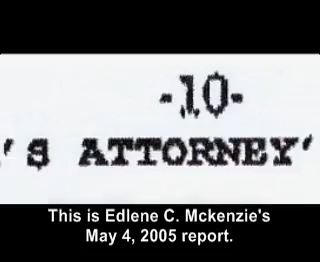 -10-
'S ATTORNEY'
This is Edlene C. Mckenzie's
May 4, 2005 report.